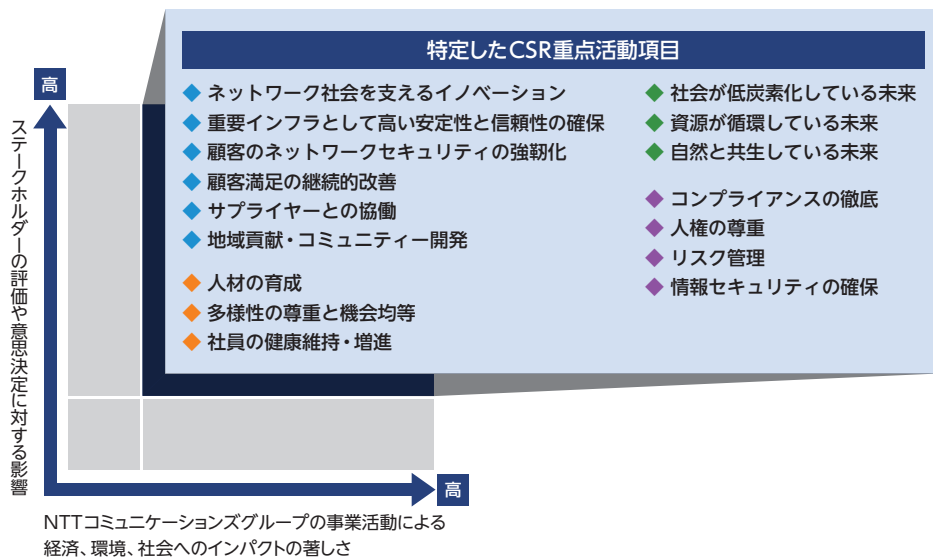 特定したCSR重点活動項目
高
ステークホルダーの評価や意思決定に対する影響
◆ ネットワーク社会を支えるイノベーション
◆ 重要インフラとして高い安定性と信頼性の確保
◆ 顧客のネットワークセキュリティの強靭化
◆ 顧客満足の継続的改善
◆ サプライヤーとの協働
◆ 地域貢献・コミュニティー開発
◆ 人材の育成
◆ 多様性の尊重と機会均等
◆ 社員の健康維持・増進
◆ 社会が低炭素化している未来
◆ 資源が循環している未来
◆ 自然と共生している未来
◆ コンプライアンスの徹底
◆ 人権の尊重
◆ リスク管理
◆ 情報セキュリティの確保
高
NTTコミュニケーションズグループの事業活動による
経済、環境、社会へのインパクトの著しさ